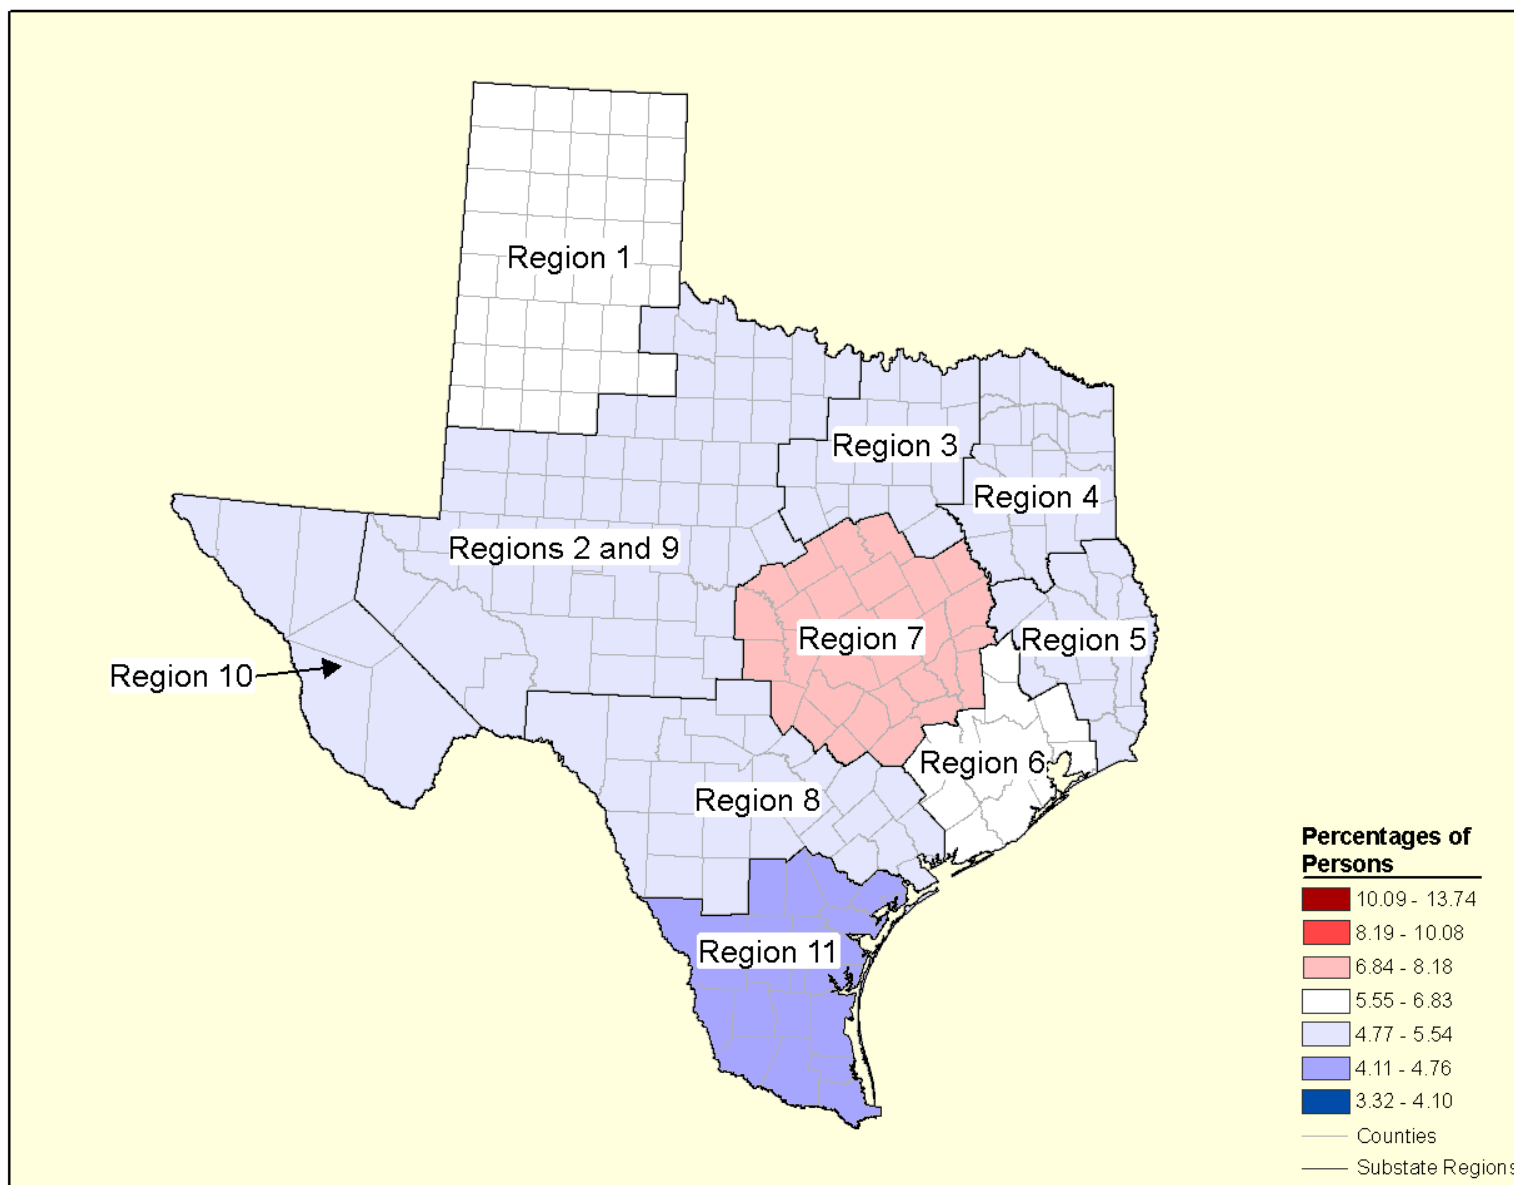 Region 1
Region 3
Region 4
Regions 2 and 9
Region 7
Region 5
Region 10
Region 6
Region 8
Region 11
Percentages of
Persons
10.09 - 13.74
8.19 - 10.08
6.84 - 8.18
5.55 - 6.83
4.77 - 5.54
4.11 - 4.76
3.32 - 4.10
Counties
Substate Regions